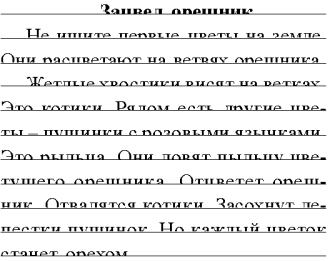 Зацвел орешник
Не ищите первые цветы на земле.
Они расцветают на ветвях орешника.
Желтые хвостики висят на ветках.
Это котики. Рядом есть другие цве-
ты – пушинки с розовыми язычками.
Это рыльца. Они ловят пыльцу цве-
тущего орешника. Отцветет ореш-
ник. Отвалятся котики. Засохнут ле-
пестки пушинок. Но каждый цветок
станет орехом.